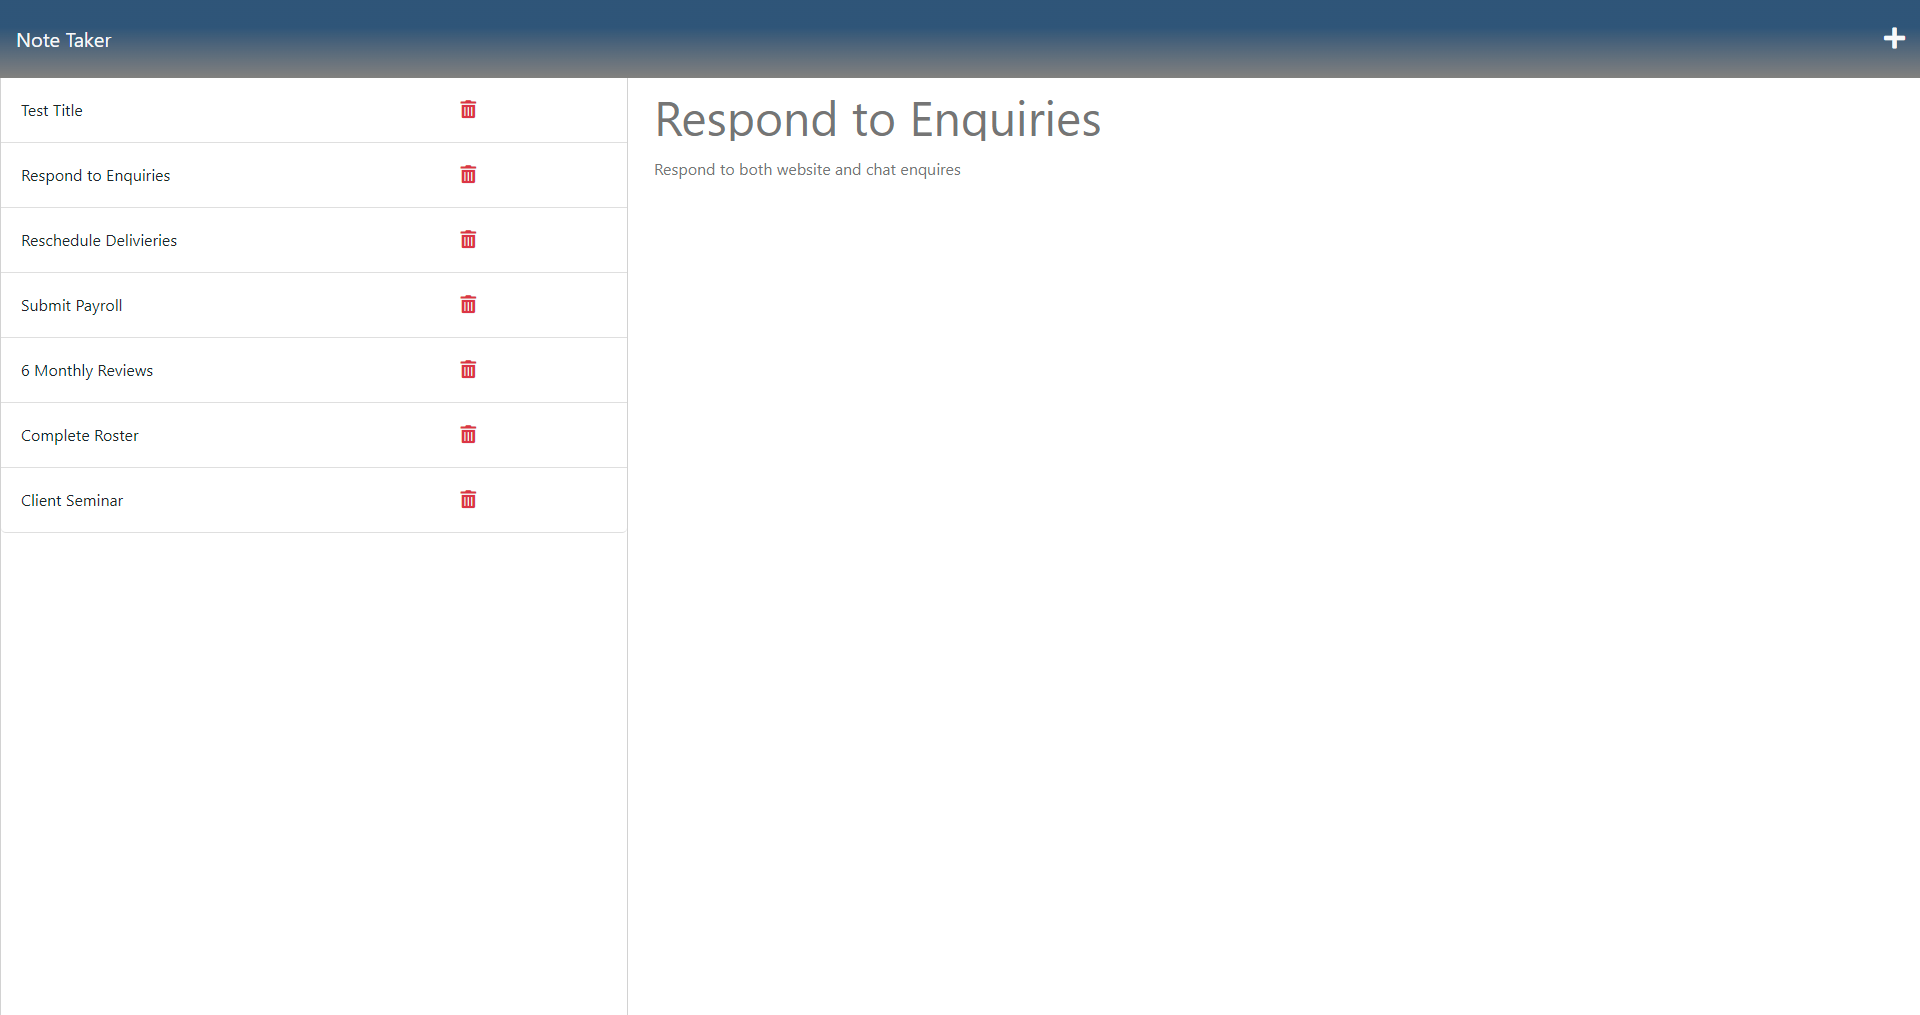 Note Taker
Test Title
Respond to Enquiries
Reschedule Delivieries
Submit Payroll
6 Monthly Reviews
Complete Roster
Client Seminar
Respond to Enquiries
Respond to both website and chat enquires